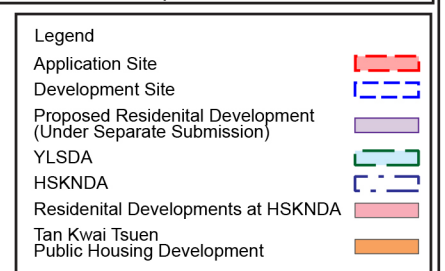 Legend
Application Site
Development Site
Proposed Residenital Development
(Under Separate Submission)
YLSDA
HSKNDA
Residenital Developments at HSKNDA
Tan Kwai Tsuen
Public Housing Development